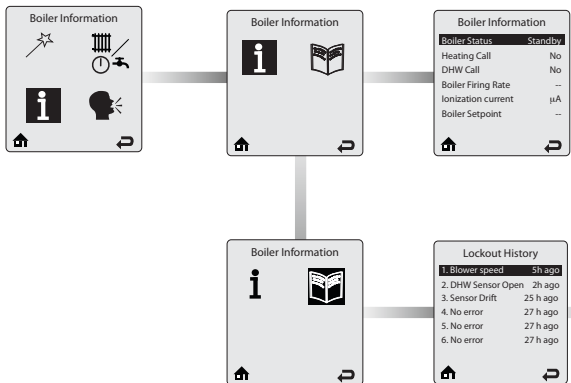 Boiler Information
Boiler Information
Boiler Information
Boiler Status Standby
Heating Call No
DHW Call No
Boiler Firing Rate --
Ionization current µA
Boiler Setpoint --
Boiler Information
Lockout History
1. Blower speed 5h ago
2. DHW Sensor Open 2h ago
3. Sensor Drift 25 h ago
4. No error 27 h ago
5. No error 27 h ago
6. No error 27 h ago